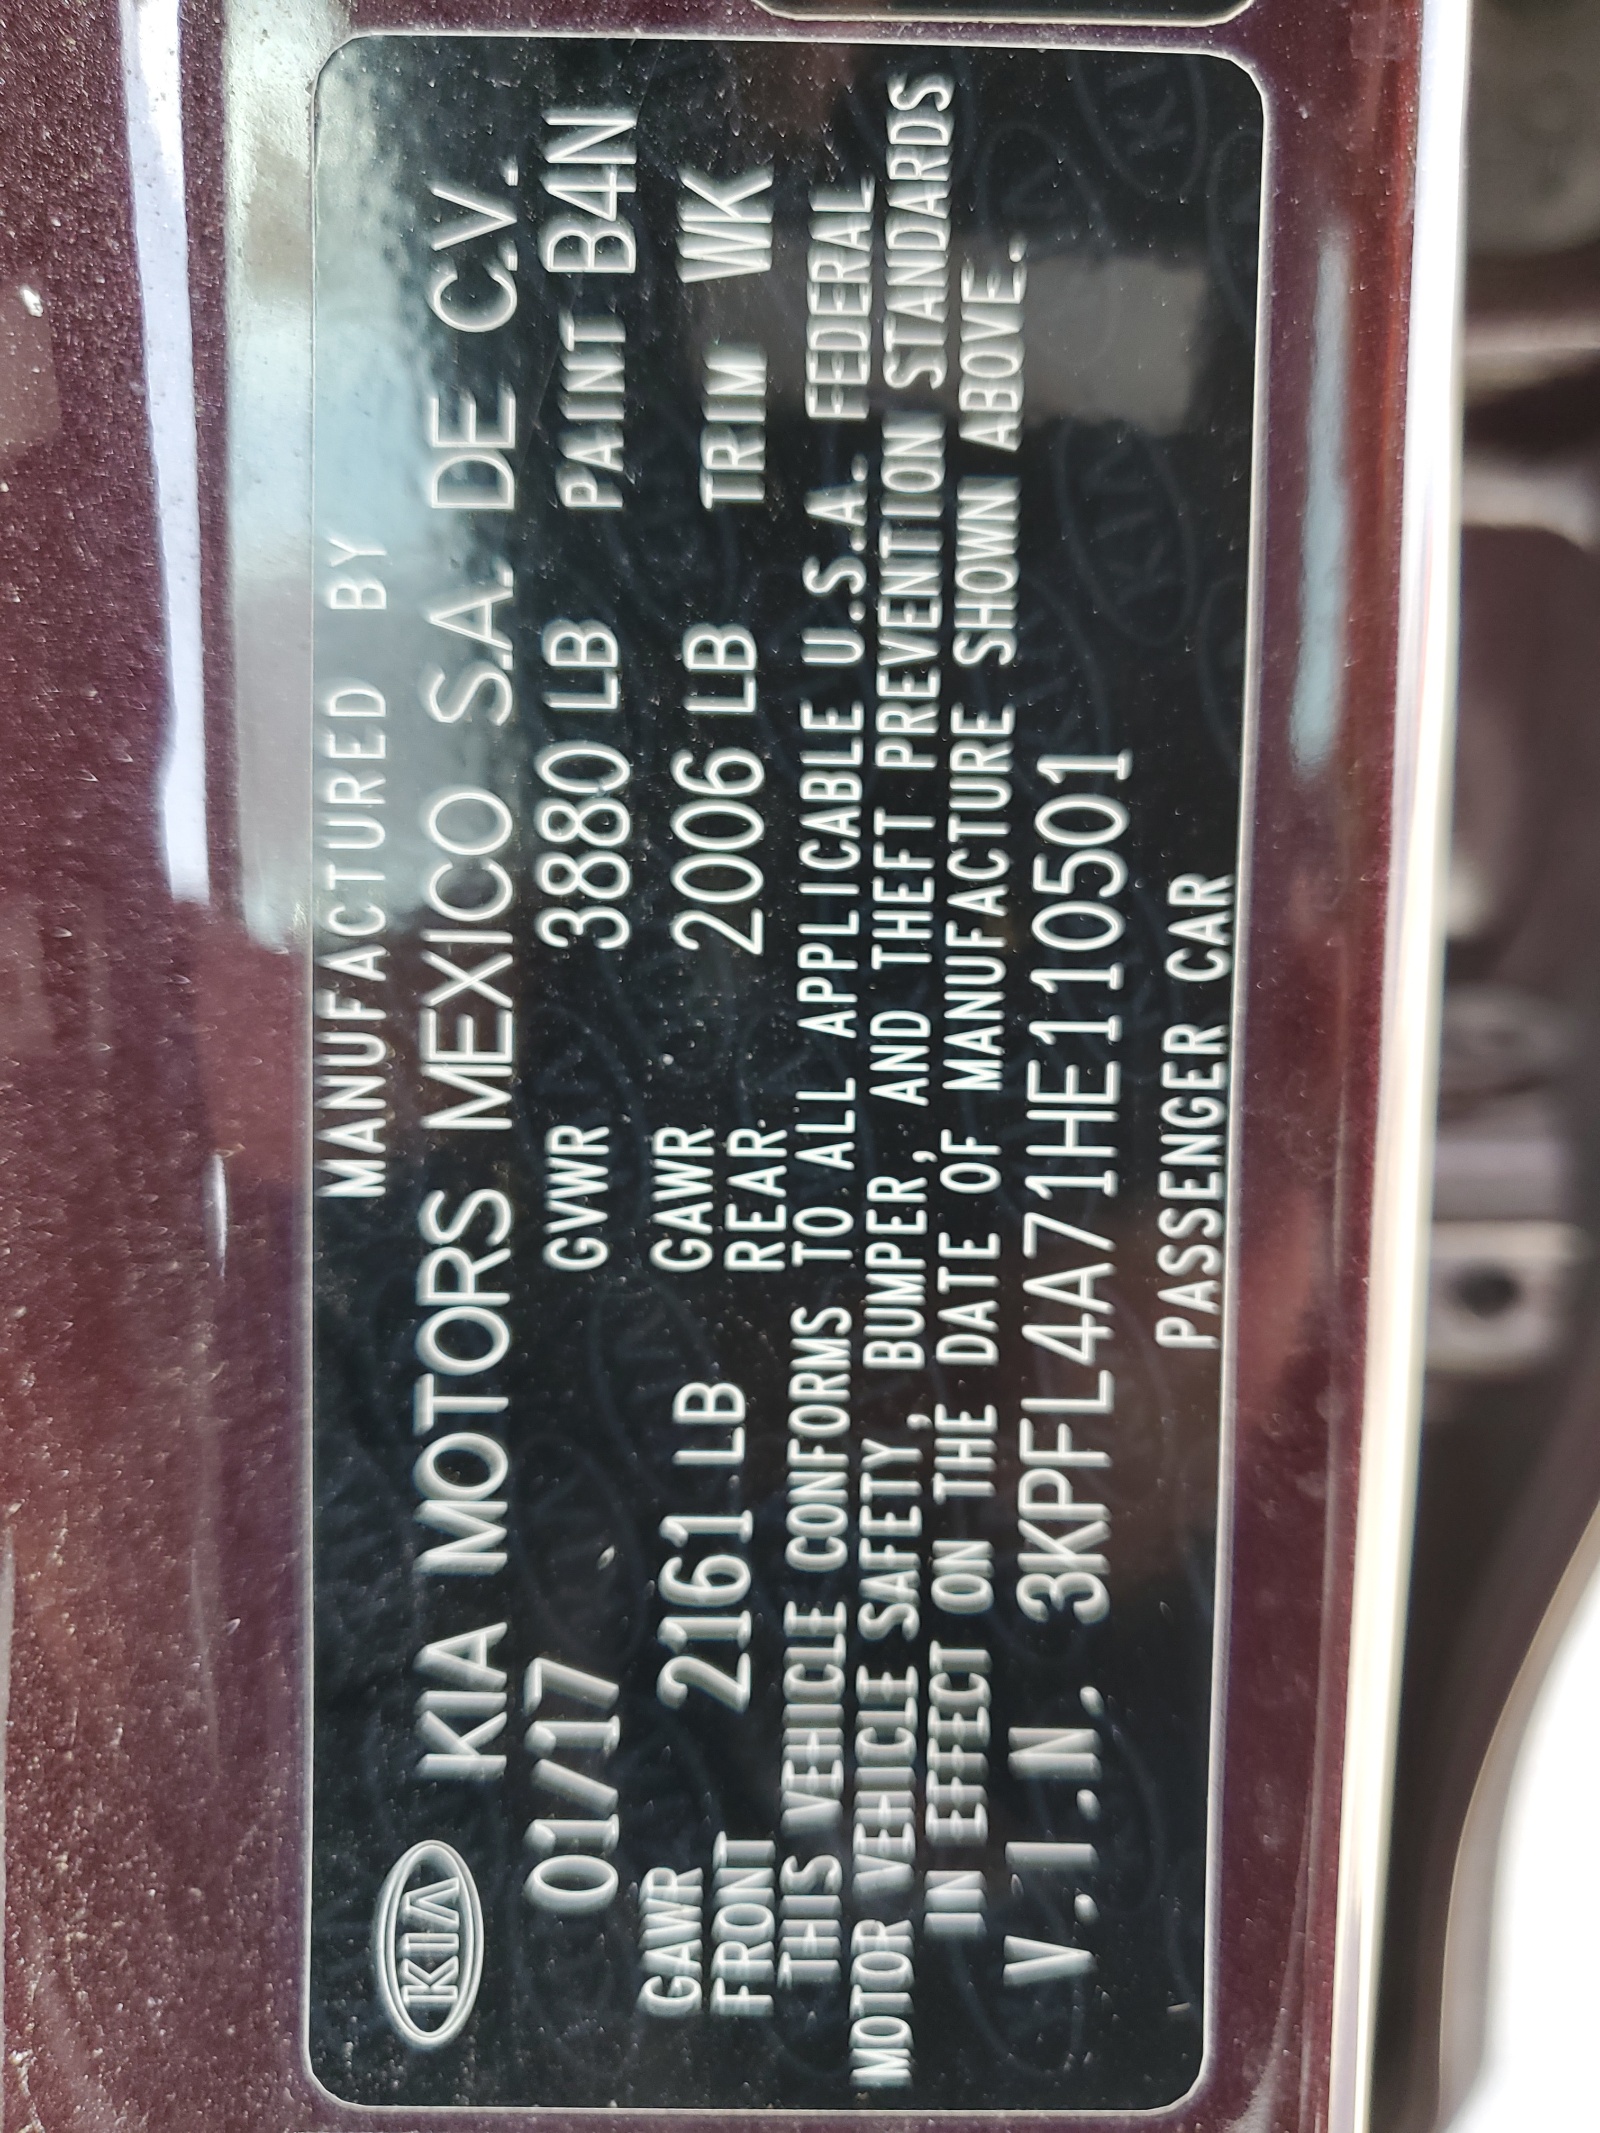 MANUFACTURED BY
KIA KIA MOTORS MEXICO S.A. DE C.V.
01/17 GVWR 3880 LB PAINT B4N
GAWR FRONT 2161 LB GAWR REAR 2006 LB TRIM WK
THIS VEHICLE CONFORMS TO ALL APPLICABLE U.S.A. FEDERAL
MOTOR VEHICLE SAFETY, BUMPER, AND THEFT PREVENTION STANDARDS
IN EFFECT ON THE DATE OF MANUFACTURE SHOWN ABOVE.
V.I.N. 3KPFL4A71HE110501
PASSENGER CAR